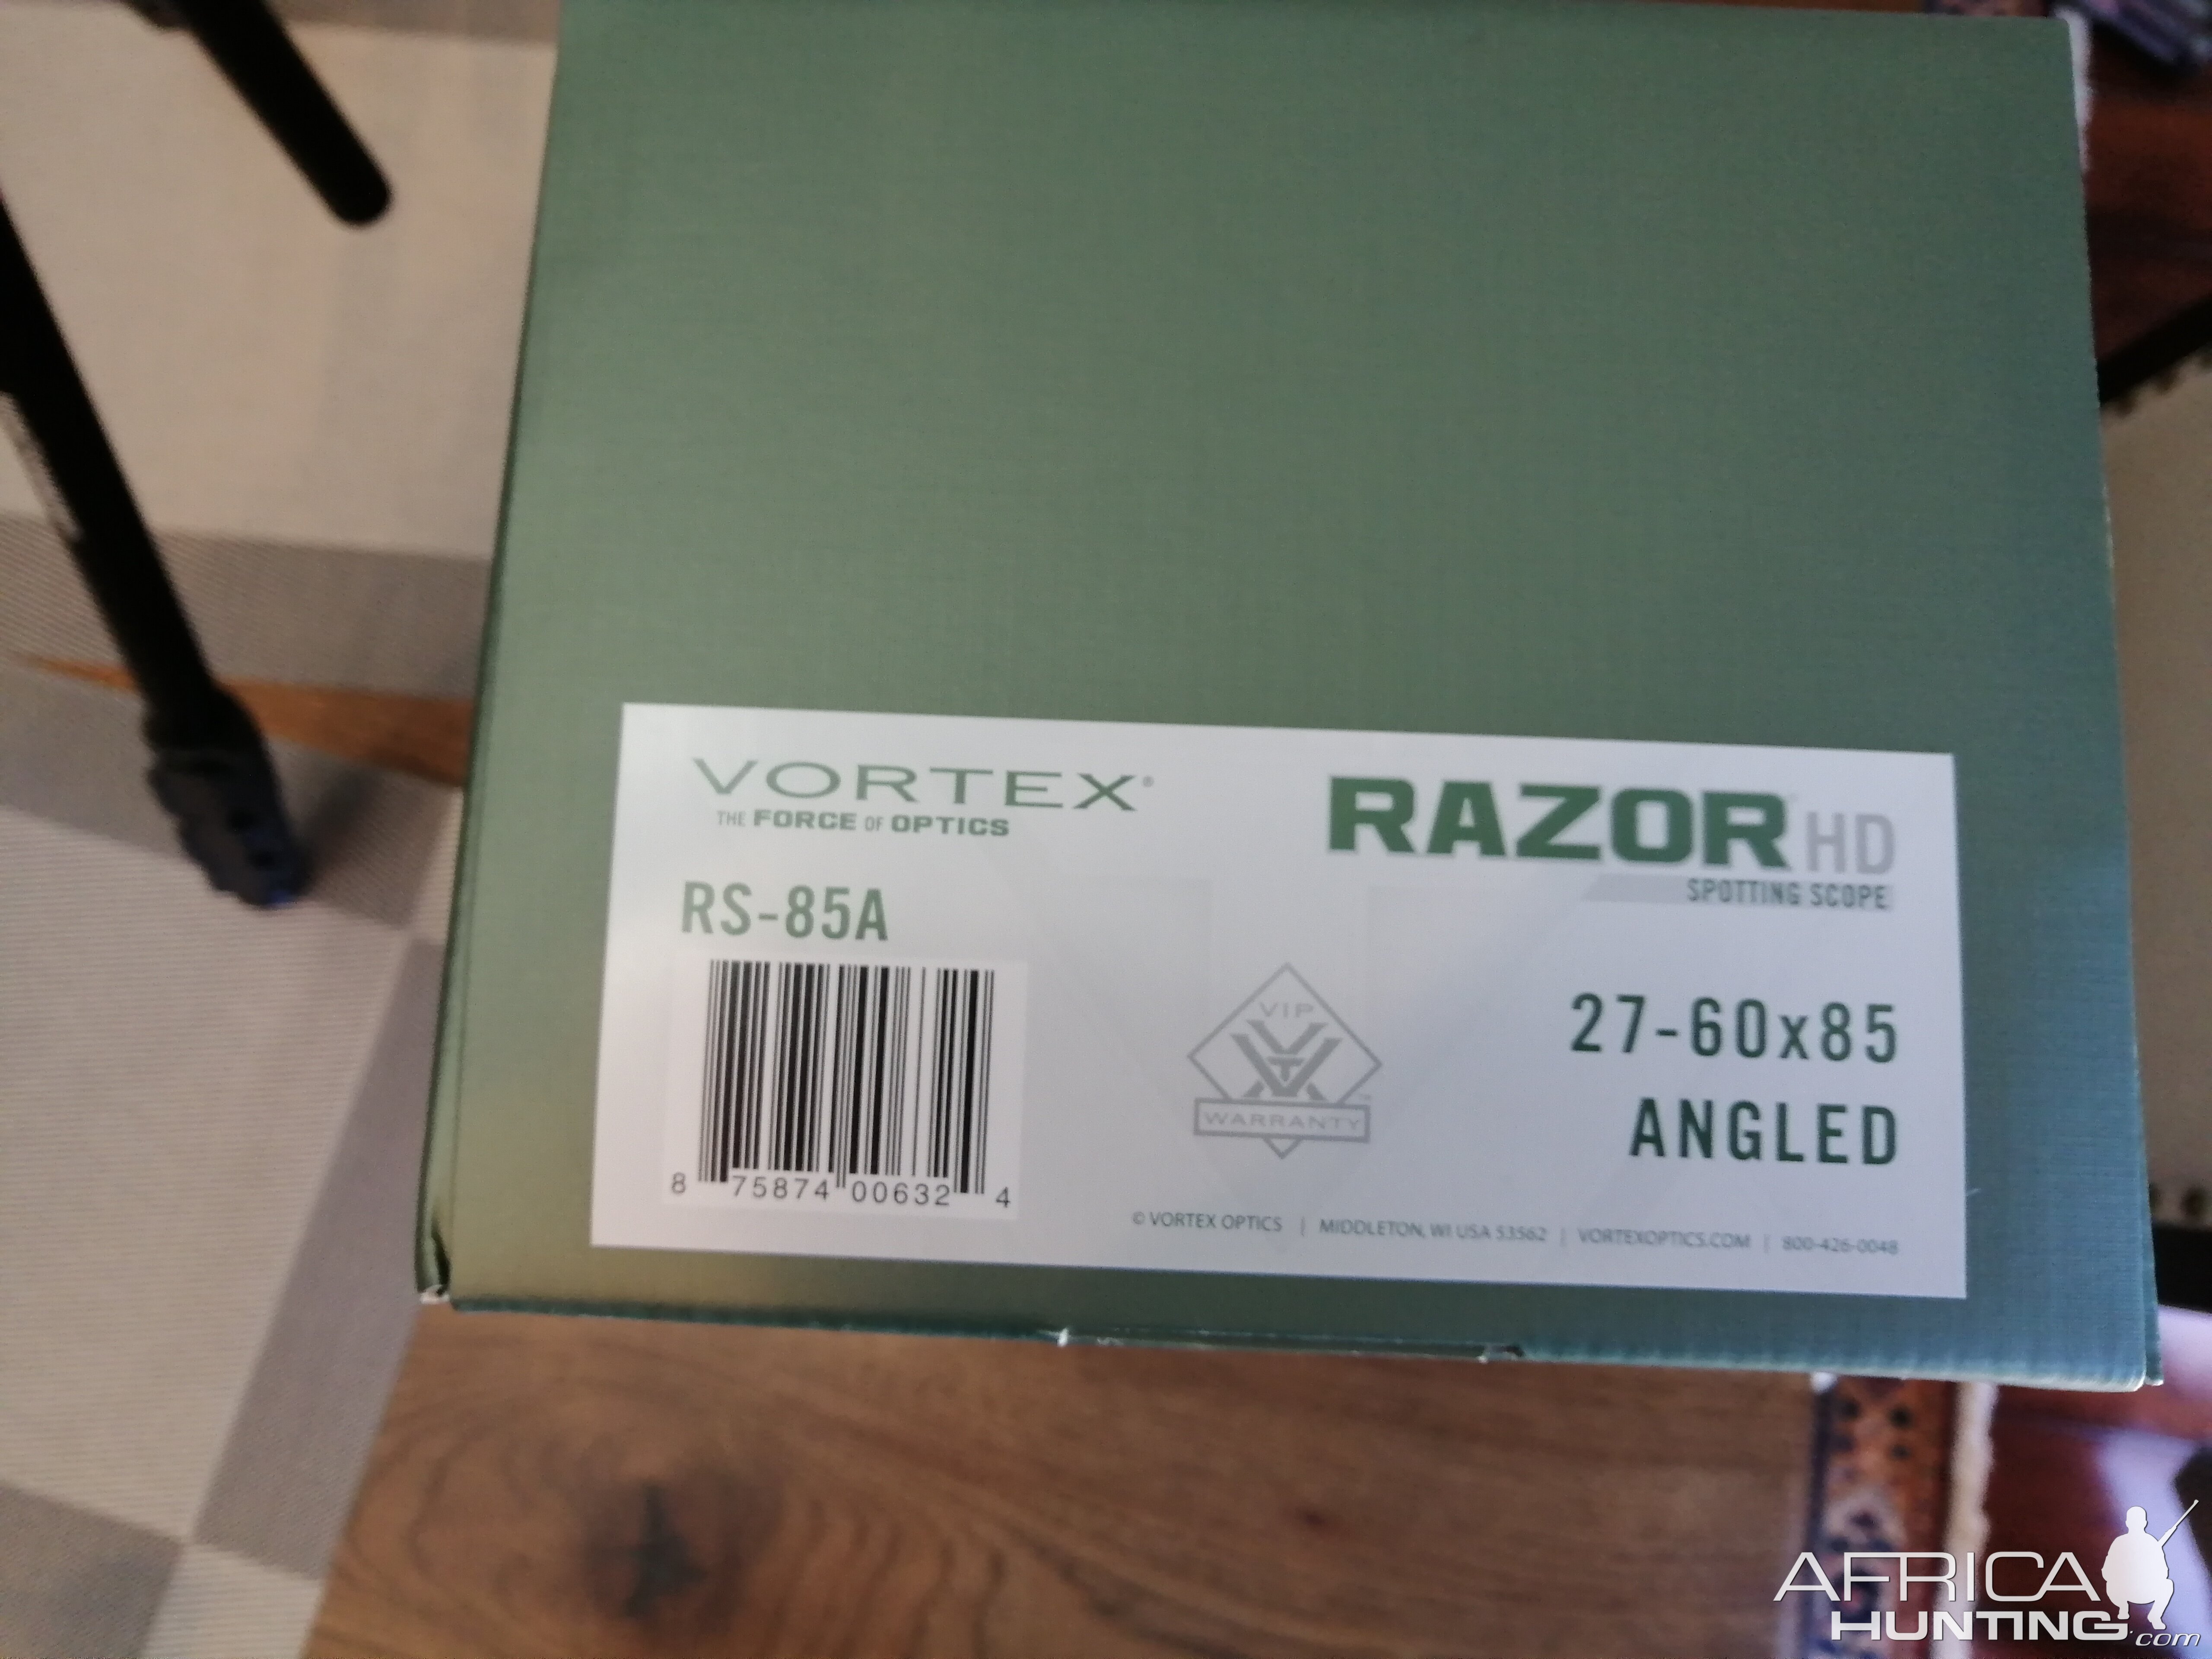 VORTEX®
THE FORCE OF OPTICS
RAZOR HD
SPOTTING SCOPE
RS-85A
8 75874 00632 4
VIP
WARRANTY
27-60x85
ANGLED
© VORTEX OPTICS | MIDDLETON, WI USA 53562 | VORTEXOPTICS.COM | 800-426-0048
AFRICA
HUNTING.com